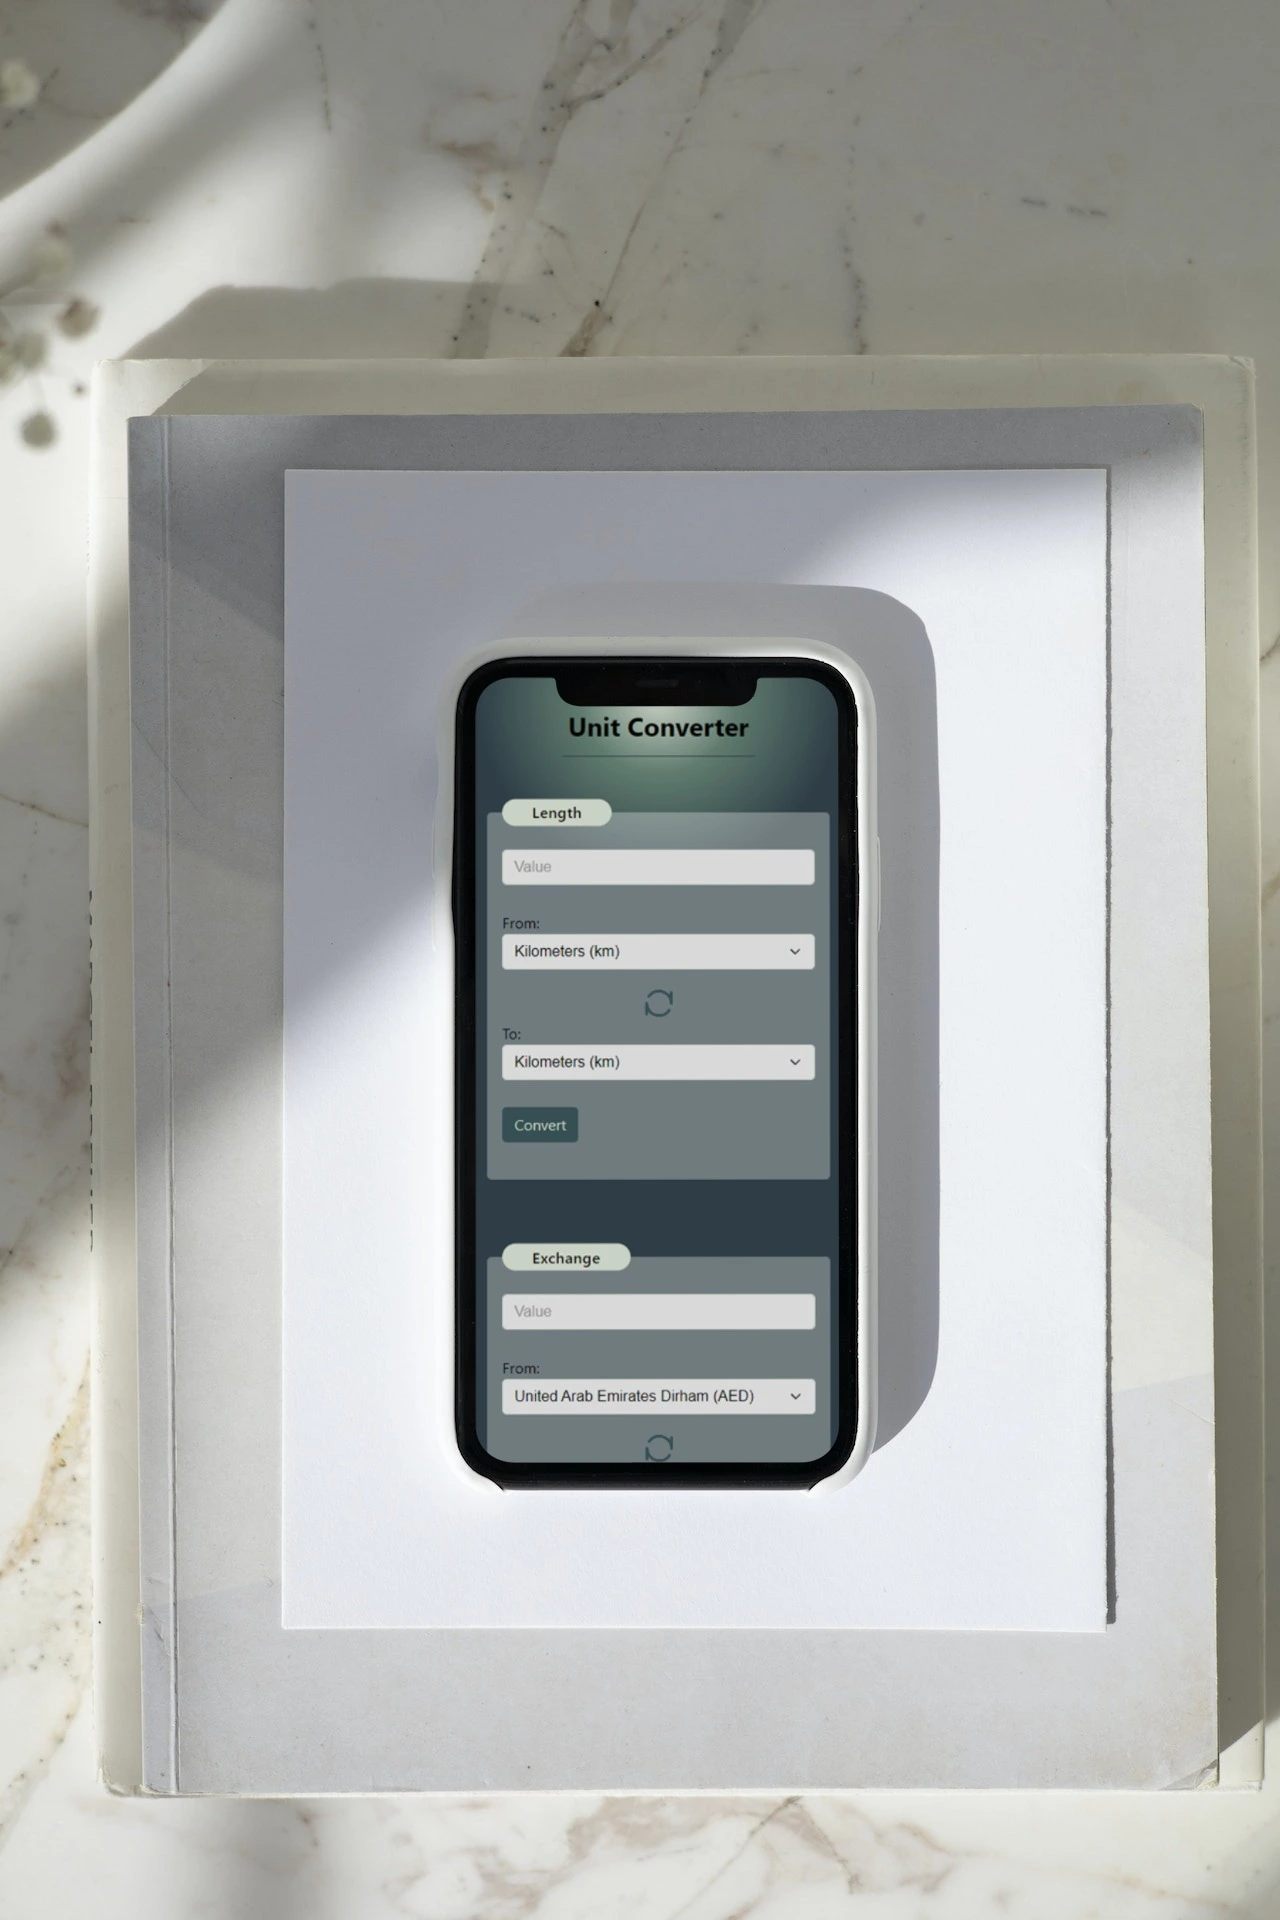 Unit Converter
Length
Value
From:
Kilometers (km)
To:
Kilometers (km)
Convert
Exchange
Value
From:
United Arab Emirates Dirham (AED)